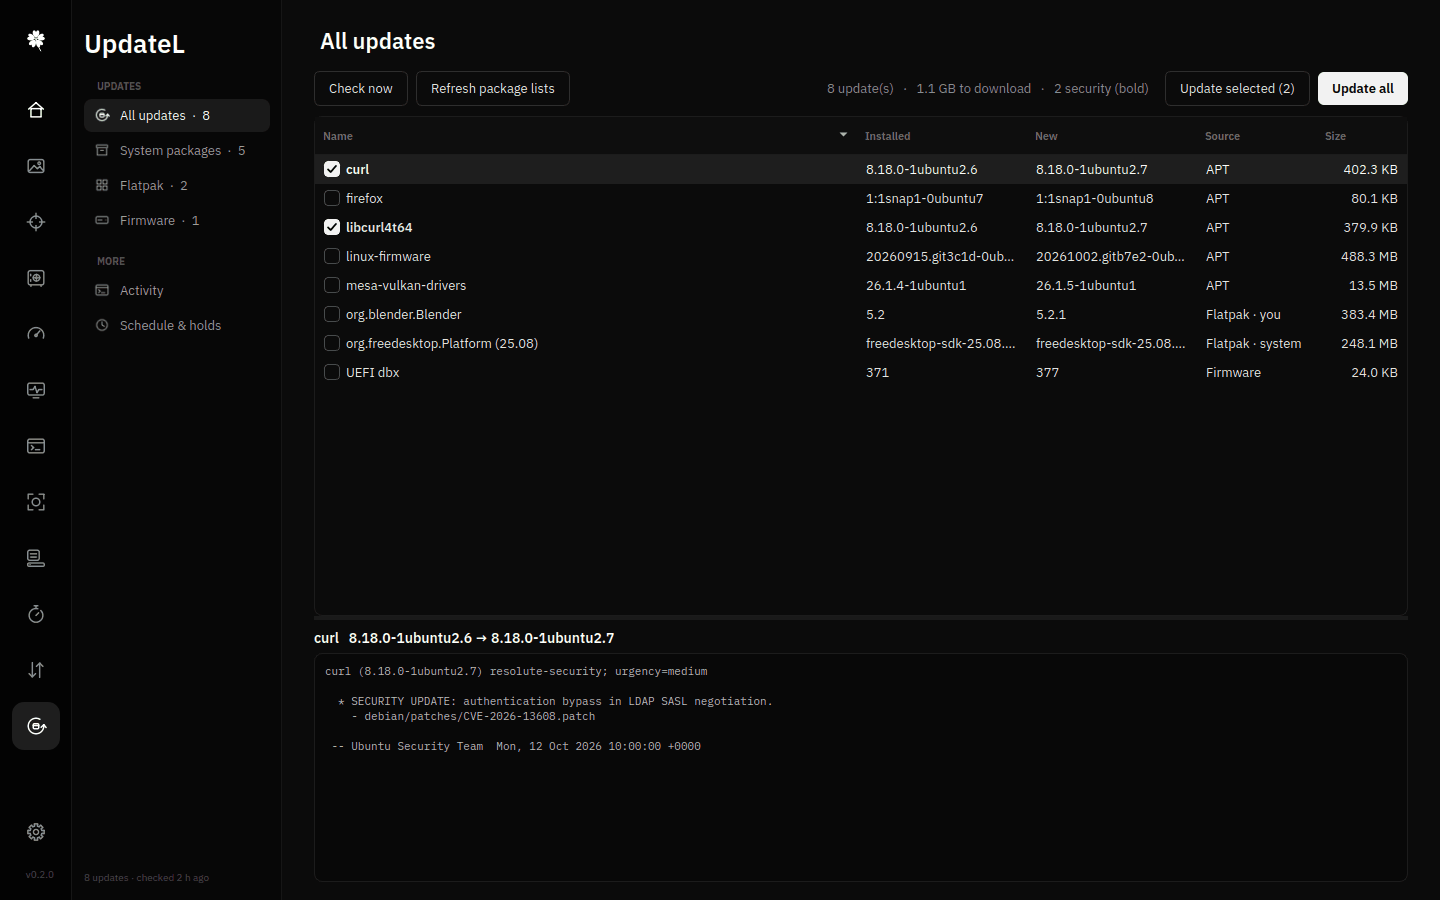 UpdateL
UPDATES
All updates · 8
System packages · 5
Flatpak · 2
Firmware · 1
MORE
Activity
Schedule & holds
v0.2.0
8 updates · checked 2 h ago
All updates
Check now
Refresh package lists
8 update(s) · 1.1 GB to download · 2 security (bold)
Update selected (2)
Update all
Name Installed New Source Size
curl 8.18.0-1ubuntu2.6 8.18.0-1ubuntu2.7 APT 402.3 KB
firefox 1:1snap1-0ubuntu7 1:1snap1-0ubuntu8 APT 80.1 KB
libcurl4t64 8.18.0-1ubuntu2.6 8.18.0-1ubuntu2.7 APT 379.9 KB
linux-firmware 20260915.git3c1d-0ub... 20261002.gitb7e2-0ub... APT 488.3 MB
mesa-vulkan-drivers 26.1.4-1ubuntu1 26.1.5-1ubuntu1 APT 13.5 MB
org.blender.Blender 5.2 5.2.1 Flatpak · you 383.4 MB
org.freedesktop.Platform (25.08) freedesktop-sdk-25.08.... freedesktop-sdk-25.08.... Flatpak · system 248.1 MB
UEFI dbx 371 377 Firmware 24.0 KB
curl 8.18.0-1ubuntu2.6 → 8.18.0-1ubuntu2.7
curl (8.18.0-1ubuntu2.7) resolute-security; urgency=medium
* SECURITY UPDATE: authentication bypass in LDAP SASL negotiation.
- debian/patches/CVE-2026-13608.patch
-- Ubuntu Security Team  Mon, 12 Oct 2026 10:00:00 +0000